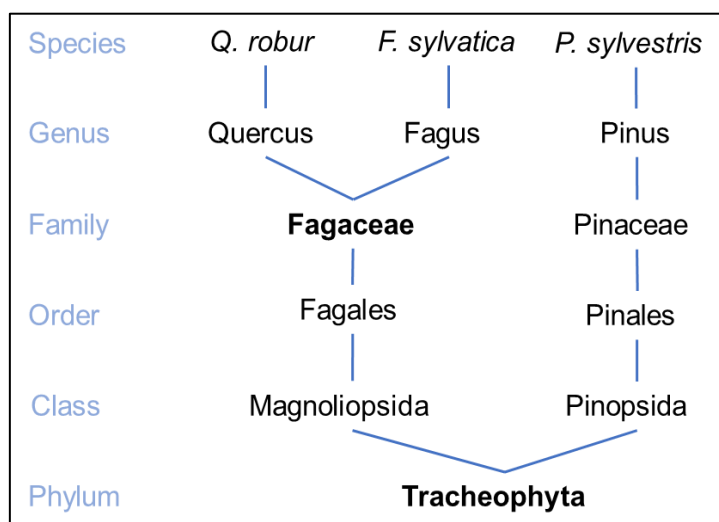 Species Q. robur F. sylvatica P. sylvestris
Genus Quercus Fagus Pinus
Family Fagaceae Pinaceae
Order Fagales Pinales
Class Magnoliopsida Pinopsida
Phylum Tracheophyta